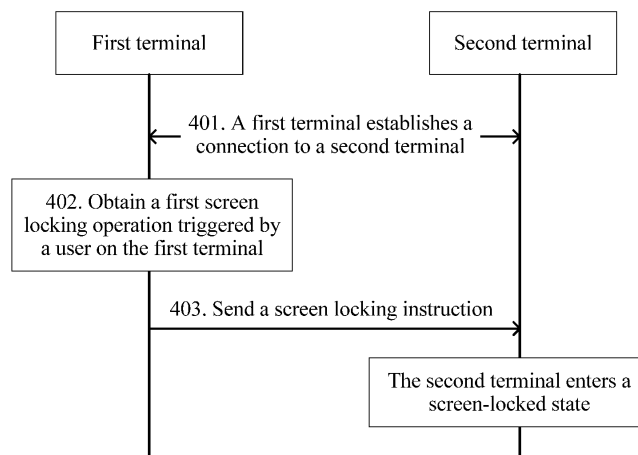 First terminal
Second terminal
401. A first terminal establishes a
connection to a second terminal
402. Obtain a first screen
locking operation triggered by
a user on the first terminal
403. Send a screen locking instruction
The second terminal enters a
screen-locked state